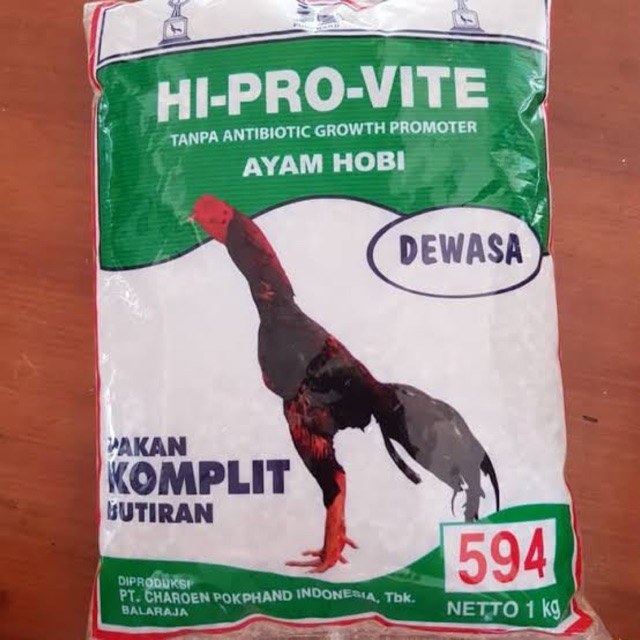 HI-PRO-VITE
TANPA ANTIBIOTIC GROWTH PROMOTER
AYAM HOBI
DEWASA
PAKAN
KOMPLIT
BUTIRAN
594
DIPRODUKSI
PT. CHAROEN POKPHAND INDONESIA, Tbk.
BALARAJA
NETTO 1 kg